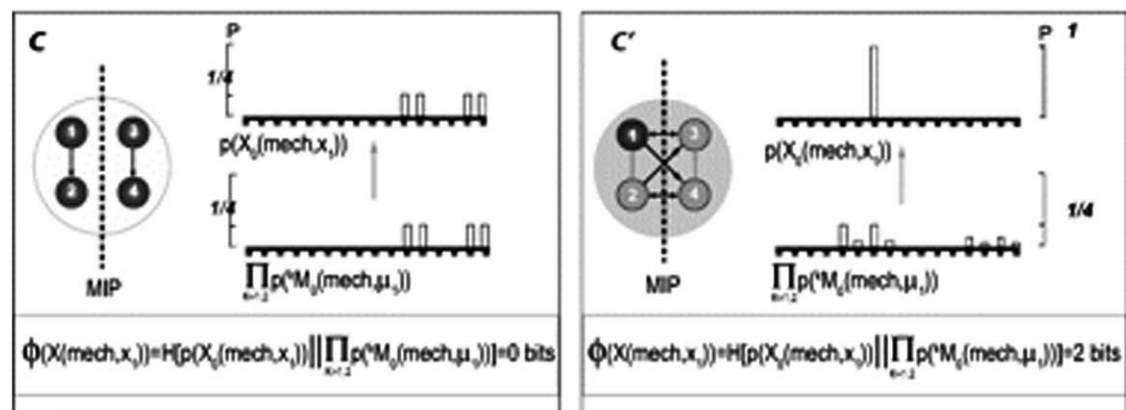 C
P
1/4
1 3
2 4
p(X₀(mech,x₁))
1/4
MIP
∏ p(ᵏM₀(mech,μ₁))
K=1,2
ϕ(X(mech,x₁))=H[p(X₀(mech,x₁))||∏p(ᵏM₀(mech,μ₁))]=0 bits
K=1,2
C'
P 1
1 3
2 4
p(X₀(mech,x₁))
1/4
MIP
∏ p(ᵏM₀(mech,μ₁))
K=1,2
ϕ(X(mech,x₁))=H[p(X₀(mech,x₁))||∏p(ᵏM₀(mech,μ₁))]=2 bits
K=1,2